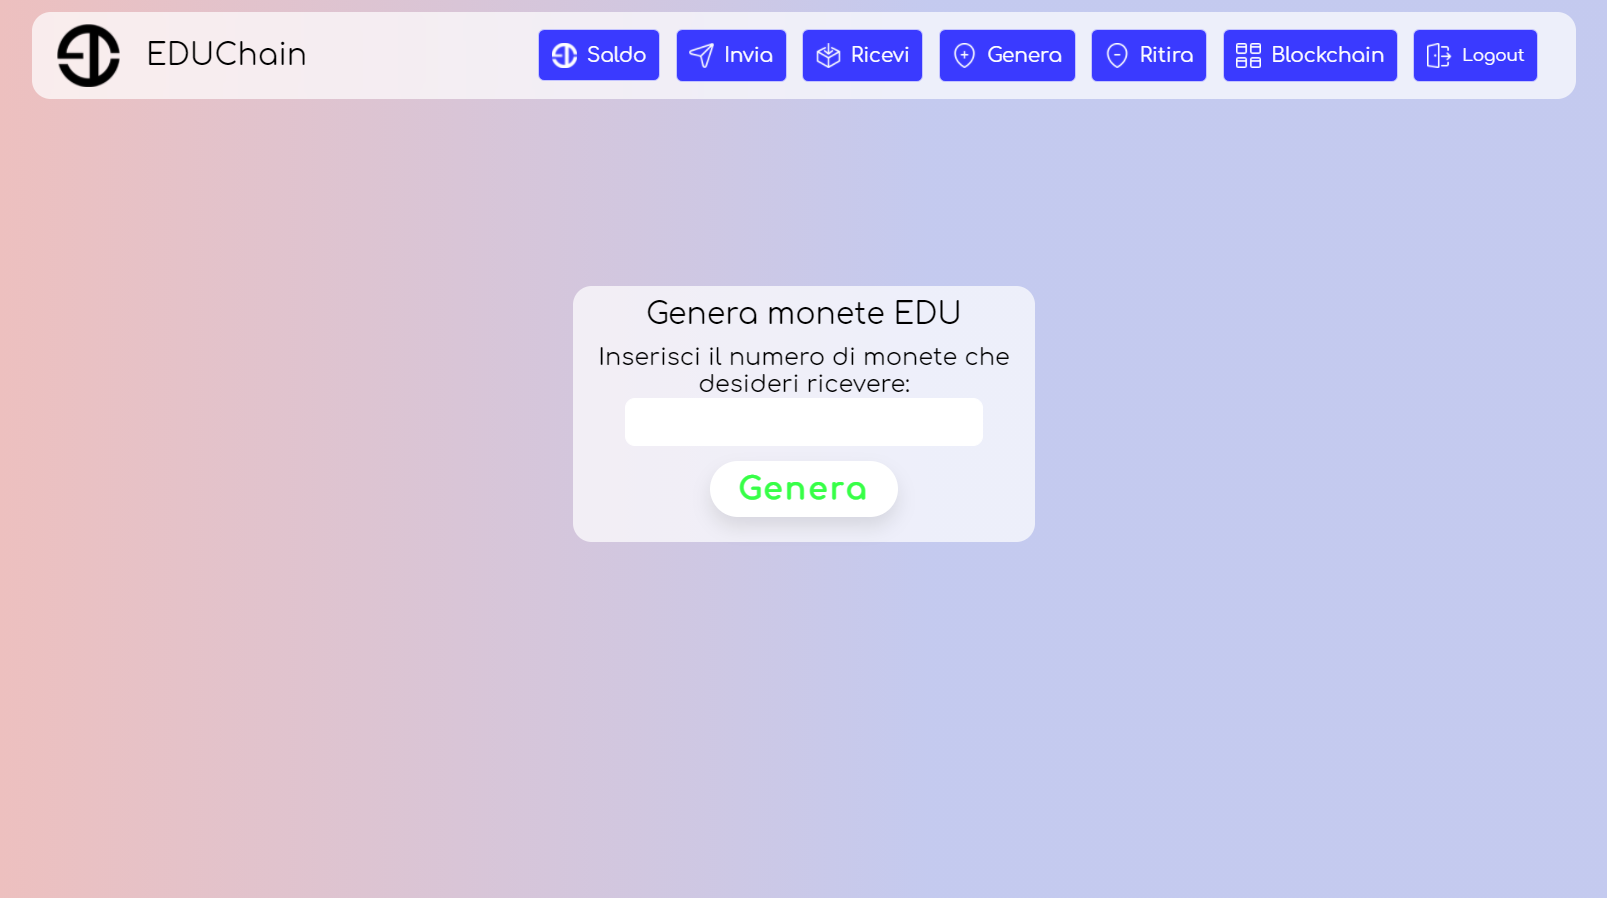 EDUChain
Saldo
Invia
Ricevi
Genera
Ritira
Blockchain
Logout
Genera monete EDU
Inserisci il numero di monete che
desideri ricevere:
Genera